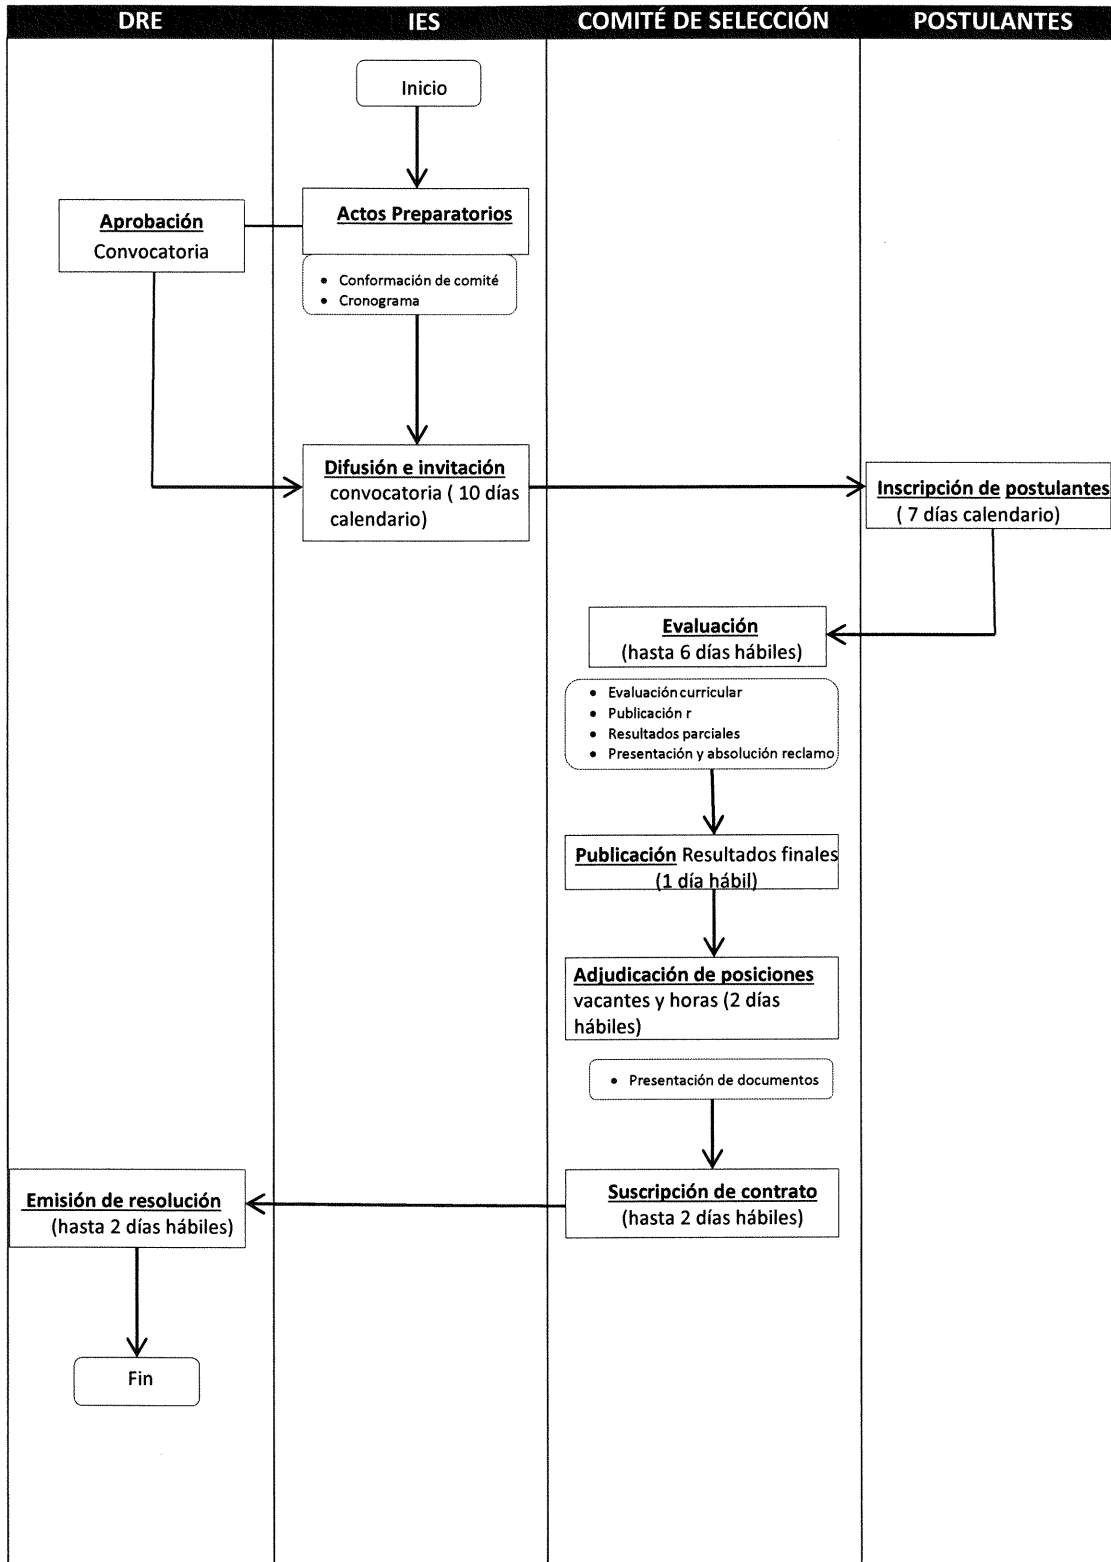 DRE
IES
COMITÉ DE SELECCIÓN
POSTULANTES
Inicio
Actos Preparatorios
Aprobación
Convocatoria
• Conformación de comité
• Cronograma
Difusión e invitación
convocatoria ( 10 días
calendario)
Inscripción de postulantes
( 7 días calendario)
Evaluación
(hasta 6 días hábiles)
• Evaluación curricular
• Publicación r
• Resultados parciales
• Presentación y absolución reclamo
Publicación Resultados finales
(1 día hábil)
Adjudicación de posiciones
vacantes y horas (2 días
hábiles)
• Presentación de documentos
Suscripción de contrato
(hasta 2 días hábiles)
Emisión de resolución
(hasta 2 días hábiles)
Fin